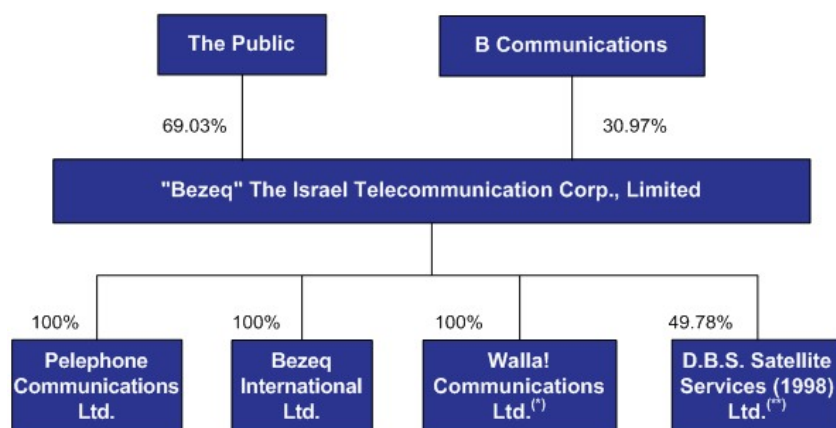 The Public
B Communications
69.03%
30.97%
"Bezeq" The Israel Telecommunication Corp., Limited
100%
100%
100%
49.78%
Pelephone
Communications
Ltd.
Bezeq
International
Ltd.
Walla!
Communications
Ltd.(*)
D.B.S. Satellite
Services (1998)
Ltd.(**)